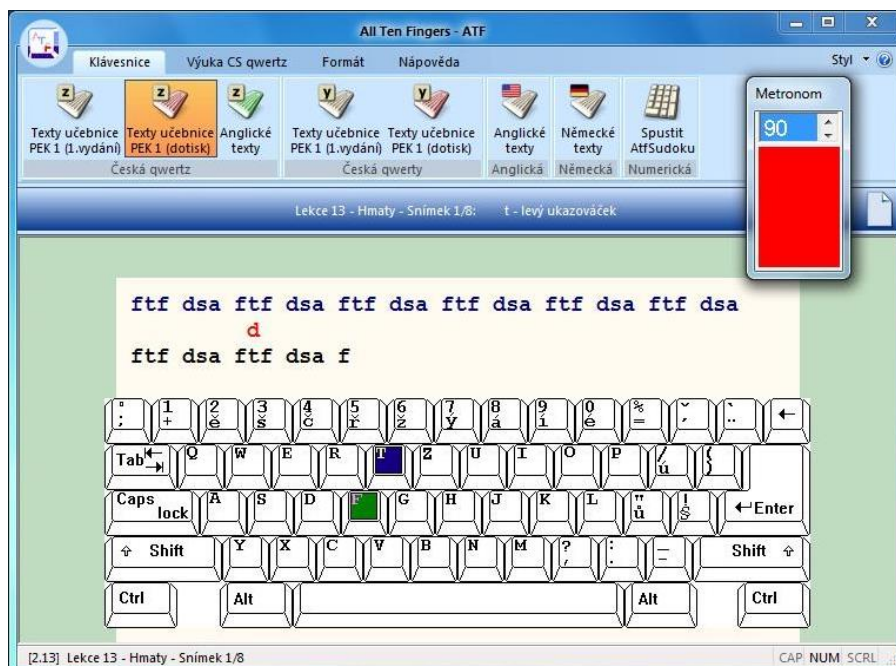 All Ten Fingers - ATF
Klávesnice Výuka CS qwertz Formát Nápověda Styl
Metronom
90
z z z y y
Texty učebnice Texty učebnice Anglické Texty učebnice Texty učebnice Anglické Německé Spustit
PEK 1 (1.vydání) PEK 1 (dotisk) texty PEK 1 (1.vydání) PEK 1 (dotisk) texty texty AtfSudoku
Česká qwertz Česká qwerty Anglická Německá Numerická
Lekce 13 - Hmaty - Snímek 1/8: t - levý ukazováček
ftf dsa ftf dsa ftf dsa ftf dsa ftf dsa ftf dsa
d
ftf dsa ftf dsa f
° 1 2 3 4 5 6 7 8 9 0 % ˇ ¨
; + ě š č ř ž ý á í é = ´ ←
Tab Q W E R T Z U I O P / (
ú )
Caps A S D F G H J K L " !
lock ů § ↵Enter
Shift Y X C V B N M ? : _ Shift
, . -
Ctrl Alt Alt Ctrl
[2.13] Lekce 13 - Hmaty - Snímek 1/8 CAP NUM SCRL